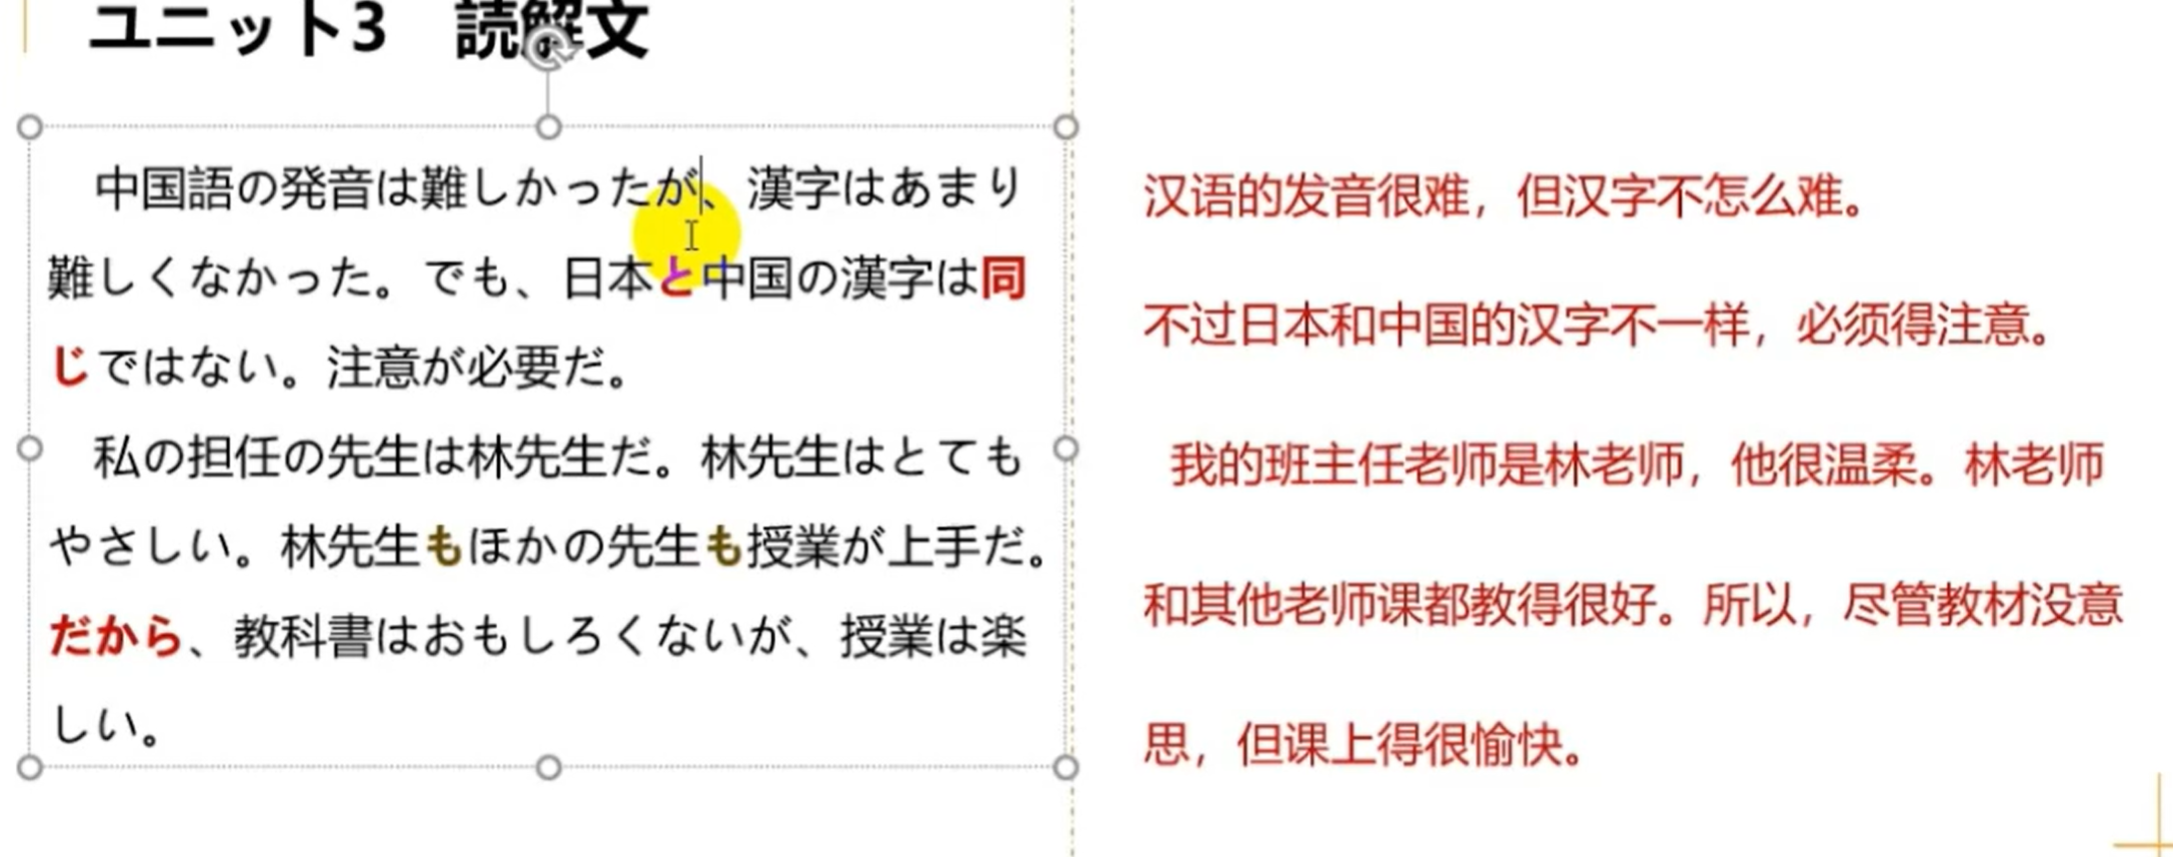 ユニット3　読解文
中国語の発音は難しかったが、漢字はあまり
難しくなかった。でも、日本と中国の漢字は同
じではない。注意が必要だ。
私の担任の先生は林先生だ。林先生はとても
やさしい。林先生もほかの先生も授業が上手だ。
だから、教科書はおもしろくないが、授業は楽
しい。
汉语的发音很难，但汉字不怎么难。
不过日本和中国的汉字不一样，必须得注意。
我的班主任老师是林老师，他很温柔。林老师
和其他老师课都教得很好。所以，尽管教材没意
思，但课上得很愉快。